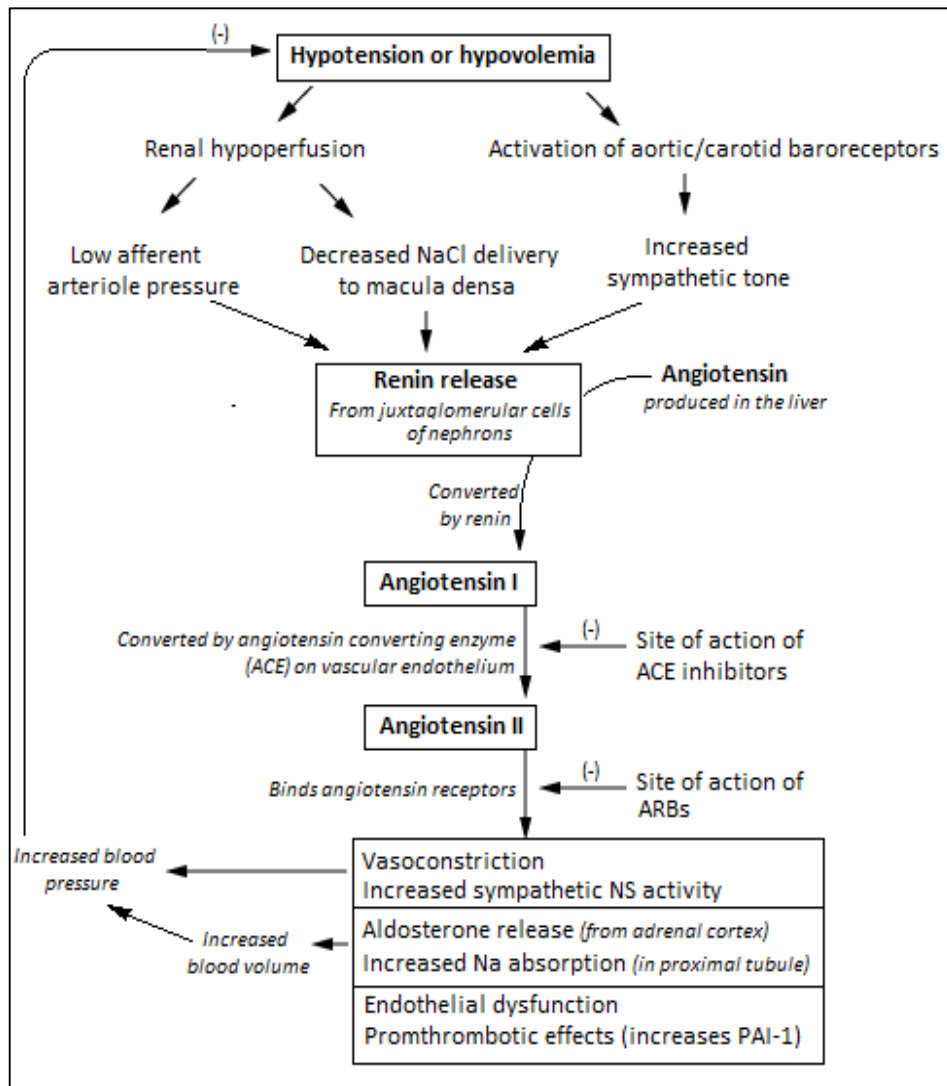 (-)
Hypotension or hypovolemia
Renal hypoperfusion
Activation of aortic/carotid baroreceptors
Low afferent
arteriole pressure
Decreased NaCl delivery
to macula densa
Increased
sympathetic tone
Renin release
From juxtaglomerular cells
of nephrons
Angiotensin
produced in the liver
Converted
by renin
Angiotensin I
Converted by angiotensin converting enzyme
(ACE) on vascular endothelium
(-)
Site of action of
ACE inhibitors
Angiotensin II
Binds angiotensin receptors
(-)
Site of action of
ARBs
Increased blood
pressure
Vasoconstriction
Increased sympathetic NS activity
Increased
blood volume
Aldosterone release (from adrenal cortex)
Increased Na absorption (in proximal tubule)
Endothelial dysfunction
Promthrombotic effects (increases PAI-1)